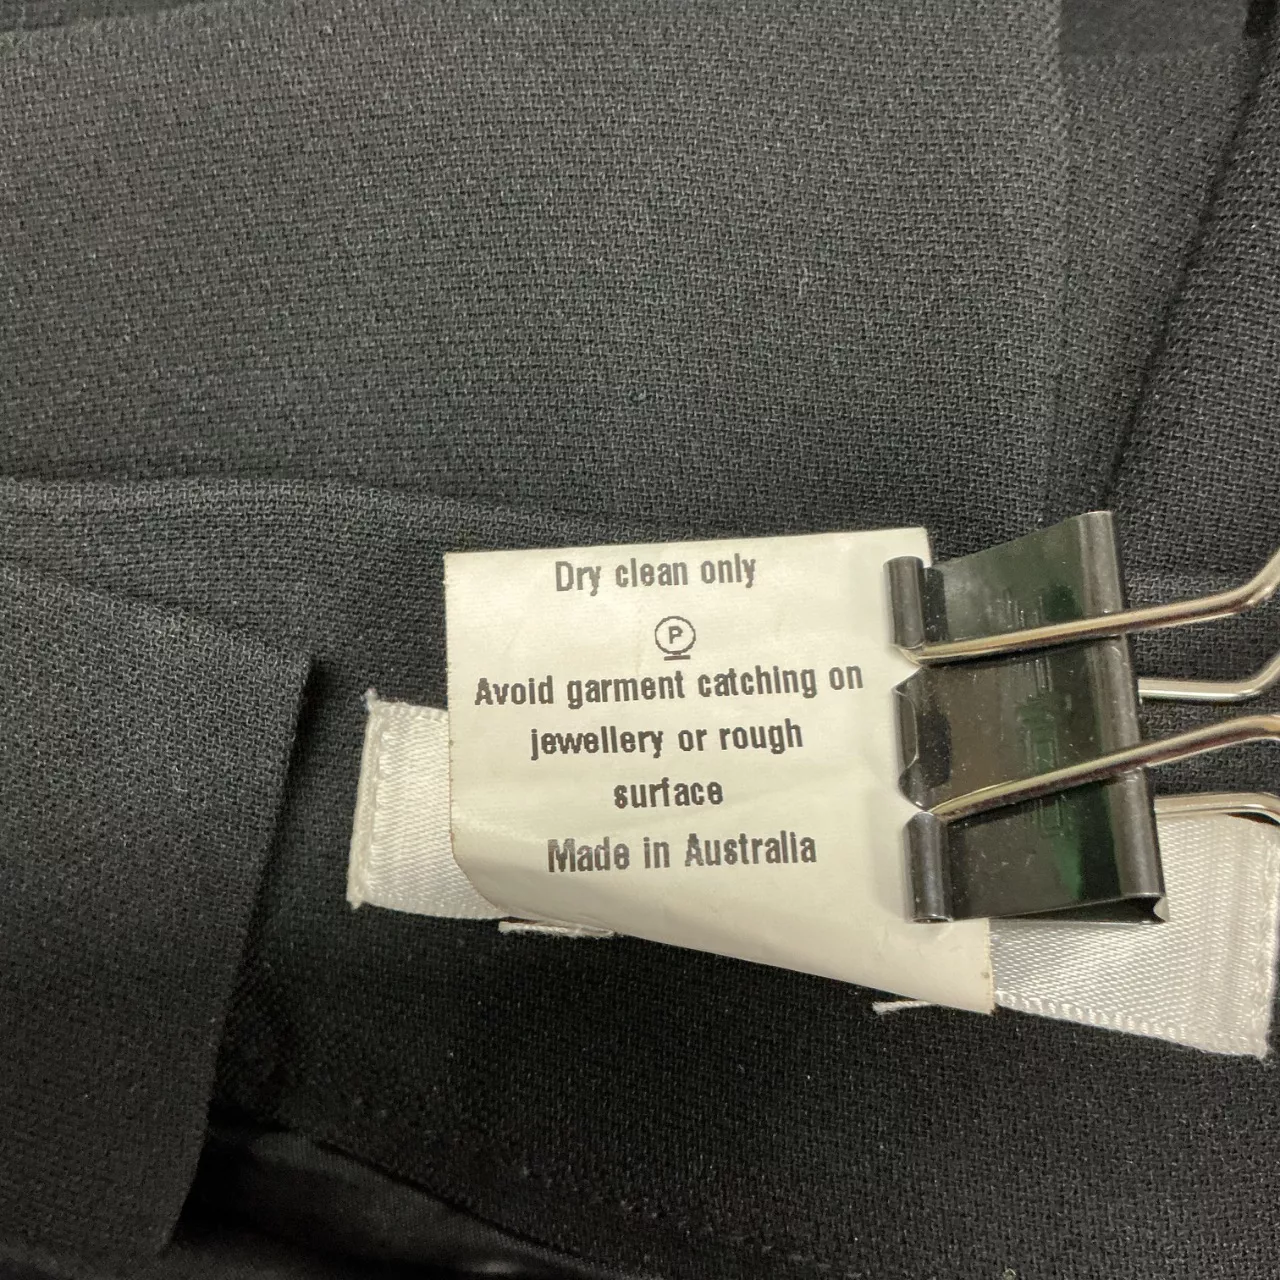 Dry clean only
P
Avoid garment catching on
jewellery or rough
surface
Made in Australia